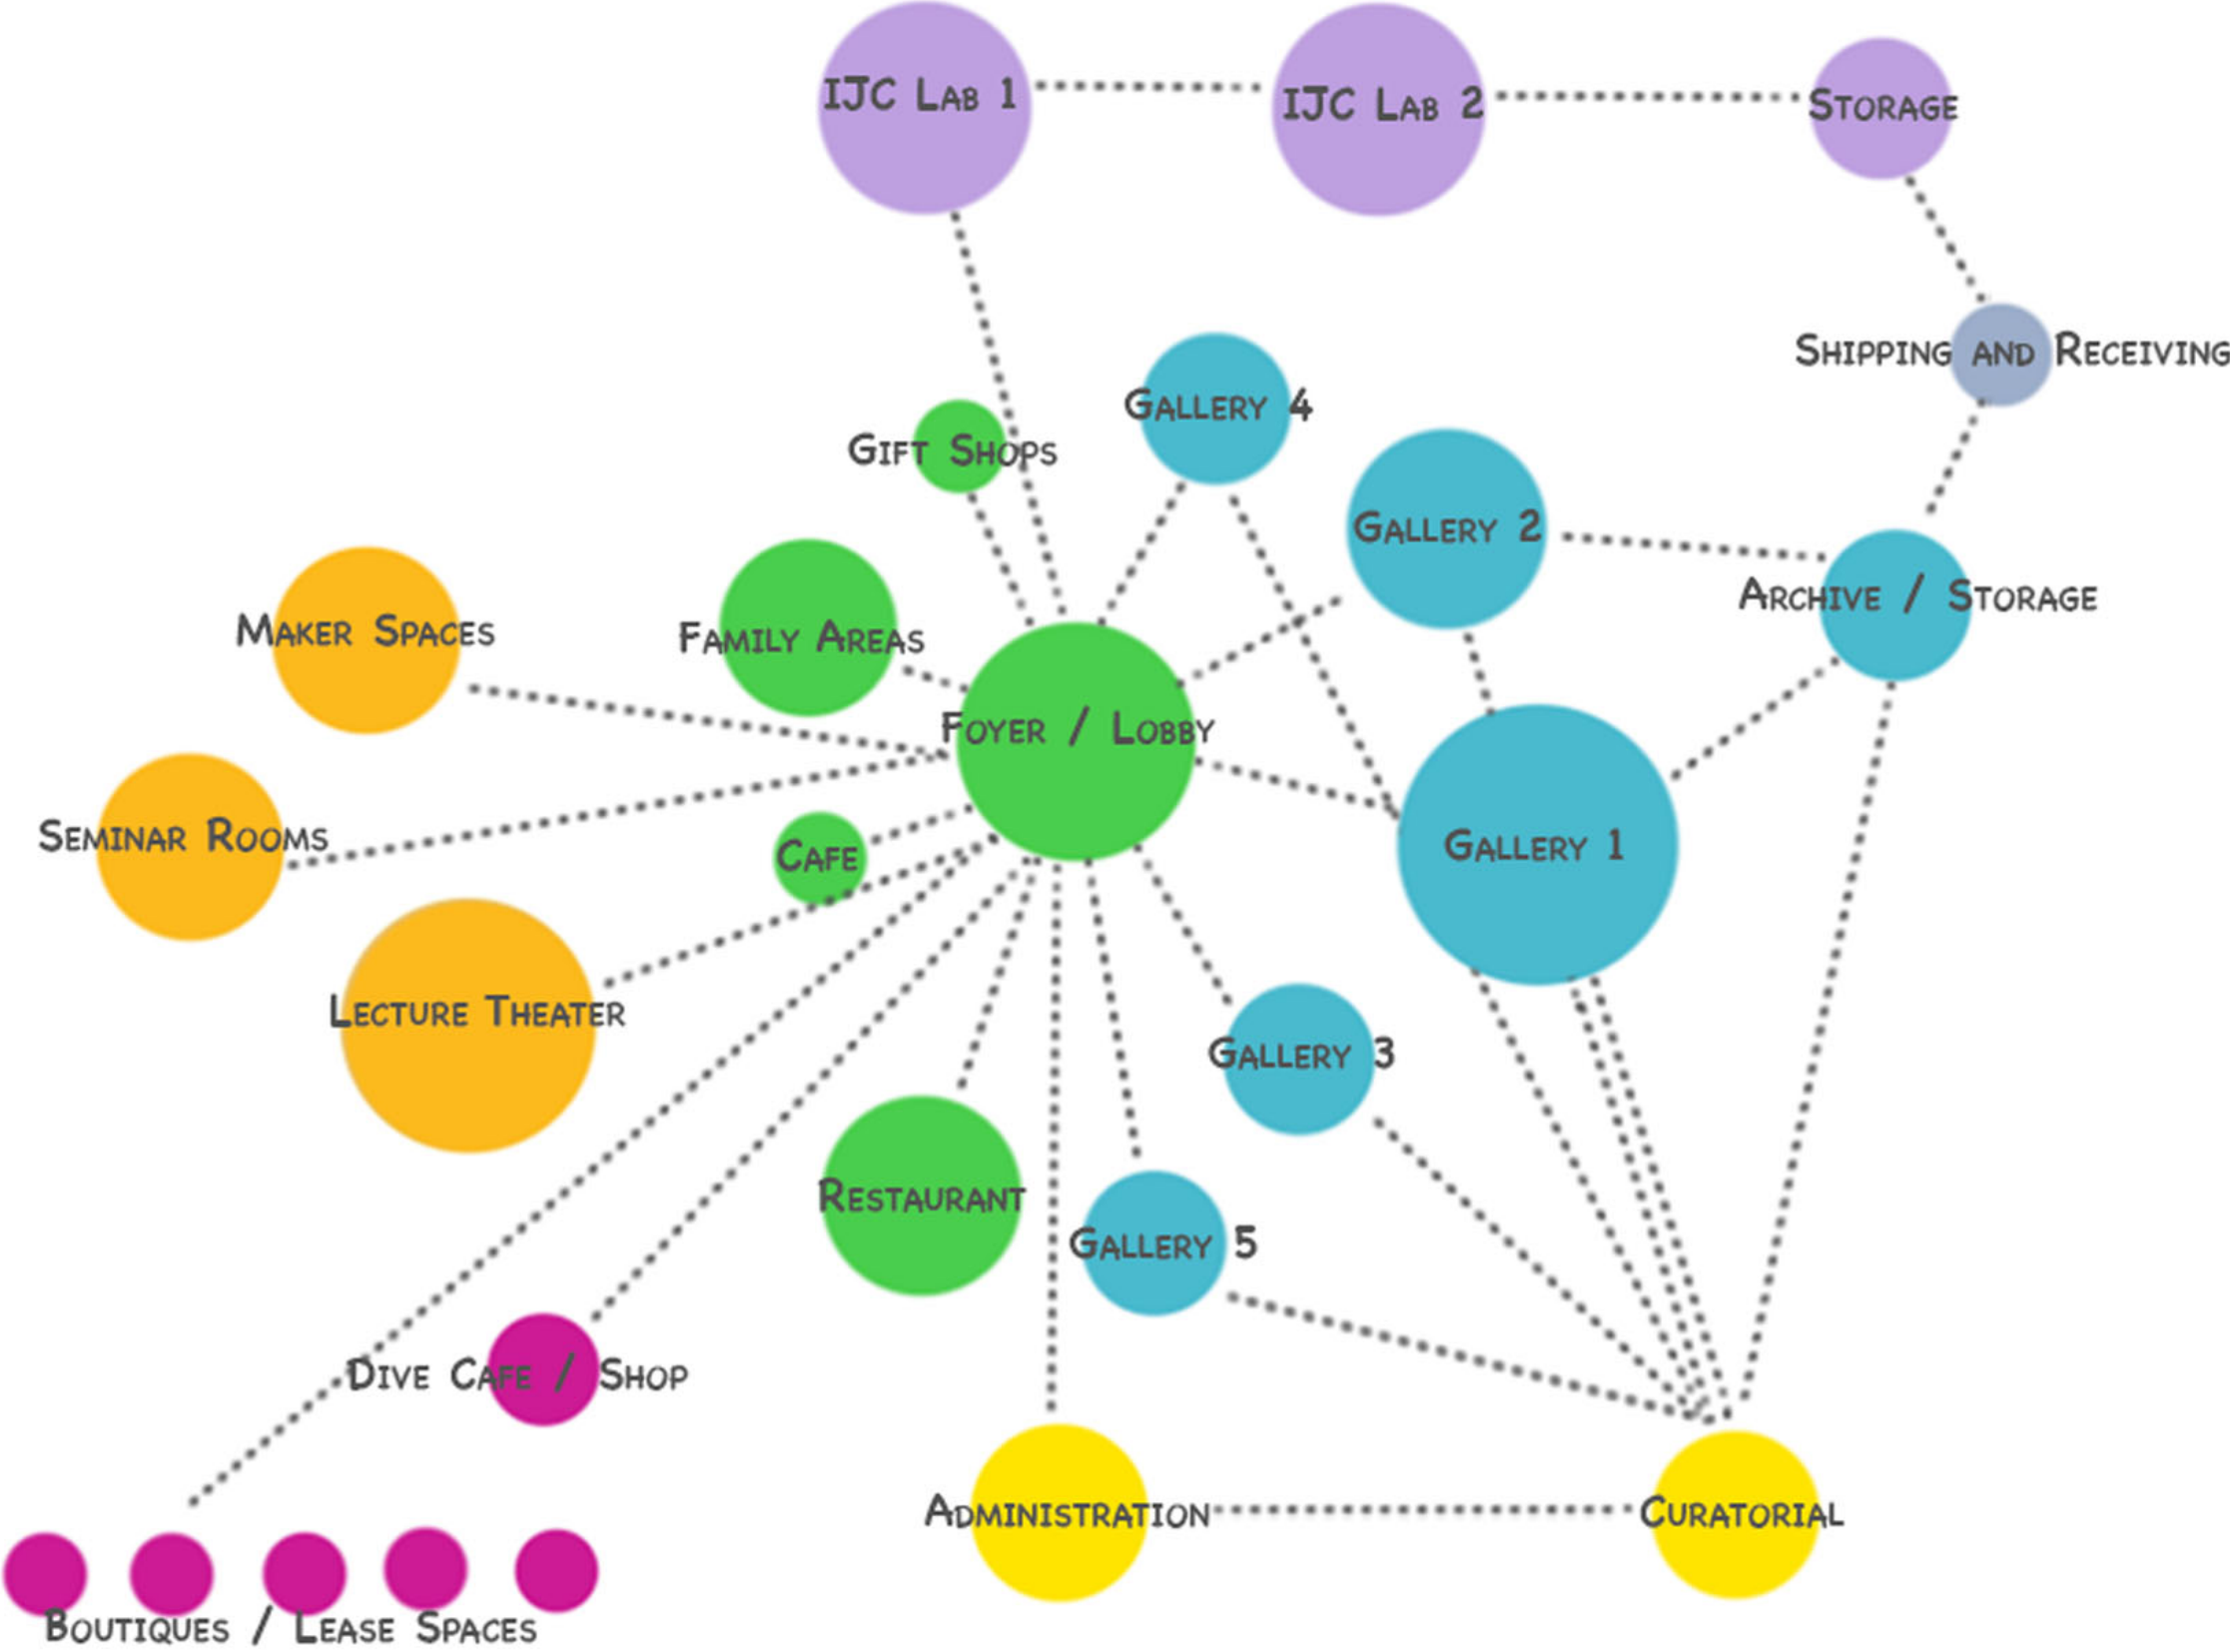 IJC Lab 1
IJC Lab 2
Storage
Shipping and Receiving
Gallery 4
Gift Shops
Gallery 2
Archive / Storage
Maker Spaces
Family Areas
Foyer / Lobby
Seminar Rooms
Cafe
Gallery 1
Lecture Theater
Gallery 3
Restaurant
Gallery 5
Dive Cafe / Shop
Administration
Curatorial
Boutiques / Lease Spaces